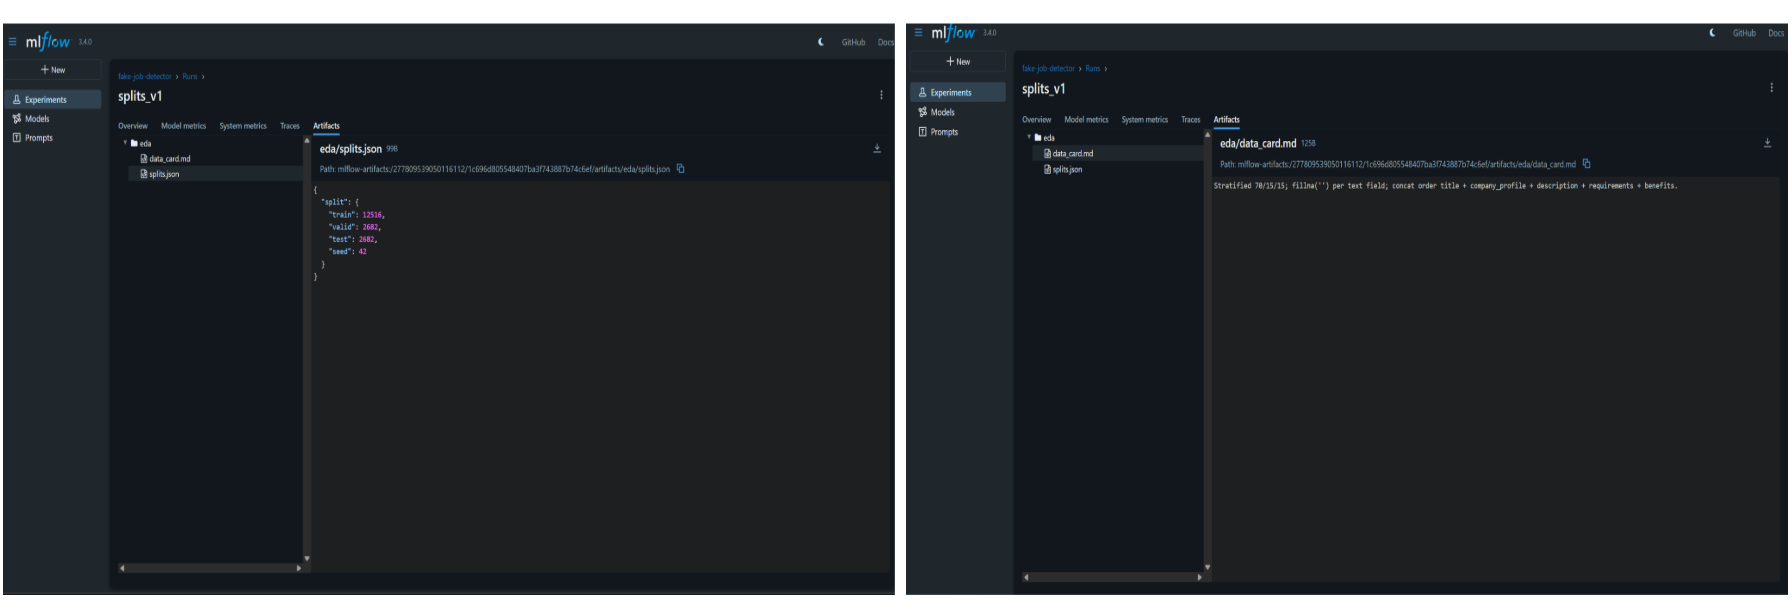 mlflow 3.4.0
GitHub Docs
+ New
Experiments
Models
Prompts
fake-job-detector > Runs >
splits_v1
Overview Model metrics System metrics Traces Artifacts
eda
data_card.md
splits.json
eda/splits.json 99B
Path: mlflow-artifacts:/277809539050116112/1c696d805548407ba3f743887b74c6ef/artifacts/eda/splits.json
{
"split": {
"train": 12516,
"valid": 2682,
"test": 2682,
"seed": 42
}
}
mlflow 3.4.0
GitHub Docs
+ New
Experiments
Models
Prompts
fake-job-detector > Runs >
splits_v1
Overview Model metrics System metrics Traces Artifacts
eda
data_card.md
splits.json
eda/data_card.md 125B
Path: mlflow-artifacts:/277809539050116112/1c696d805548407ba3f743887b74c6ef/artifacts/eda/data_card.md
Stratified 70/15/15; fillna('') per text field; concat order title + company_profile + description + requirements + benefits.